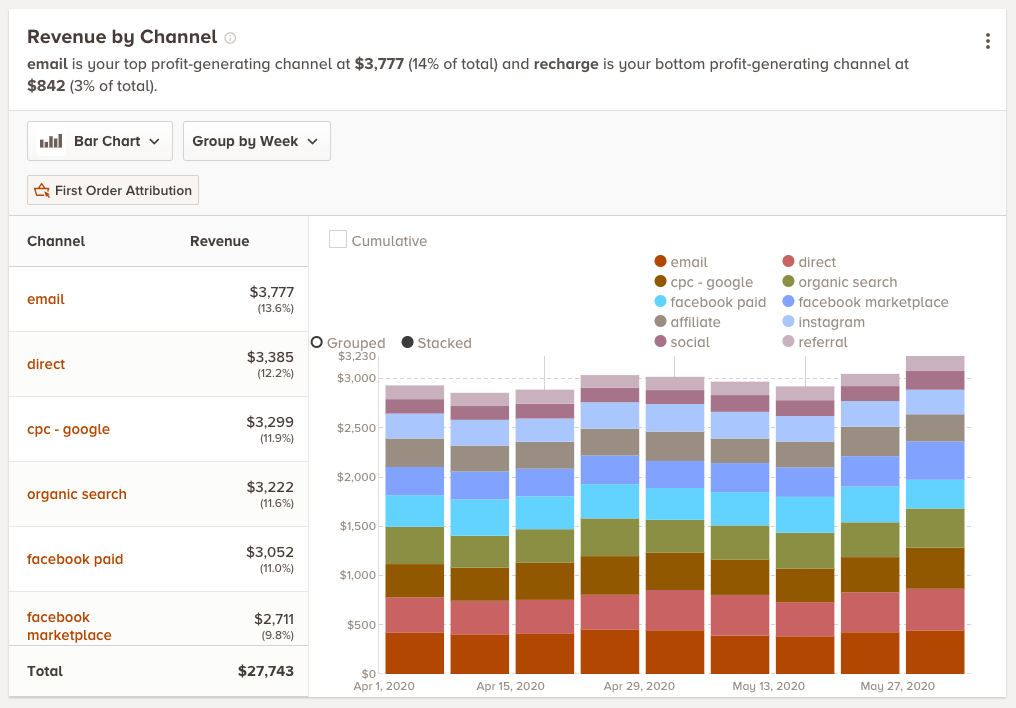 Revenue by Channel
email is your top profit-generating channel at $3,777 (14% of total) and recharge is your bottom profit-generating channel at
$842 (3% of total).
Bar Chart
Group by Week
First Order Attribution
Channel Revenue
email $3,777
(13.6%)
direct $3,385
(12.2%)
cpc - google $3,299
(11.9%)
organic search $3,222
(11.6%)
facebook paid $3,052
(11.0%)
facebook
marketplace
$2,711
(9.8%)
Total $27,743
Cumulative
email direct
cpc - google organic search
facebook paid facebook marketplace
affiliate instagram
social referral
Grouped Stacked
$3,230
$3,000
$2,500
$2,000
$1,500
$1,000
$500
$0
Apr 1, 2020 Apr 15, 2020 Apr 29, 2020 May 13, 2020 May 27, 2020